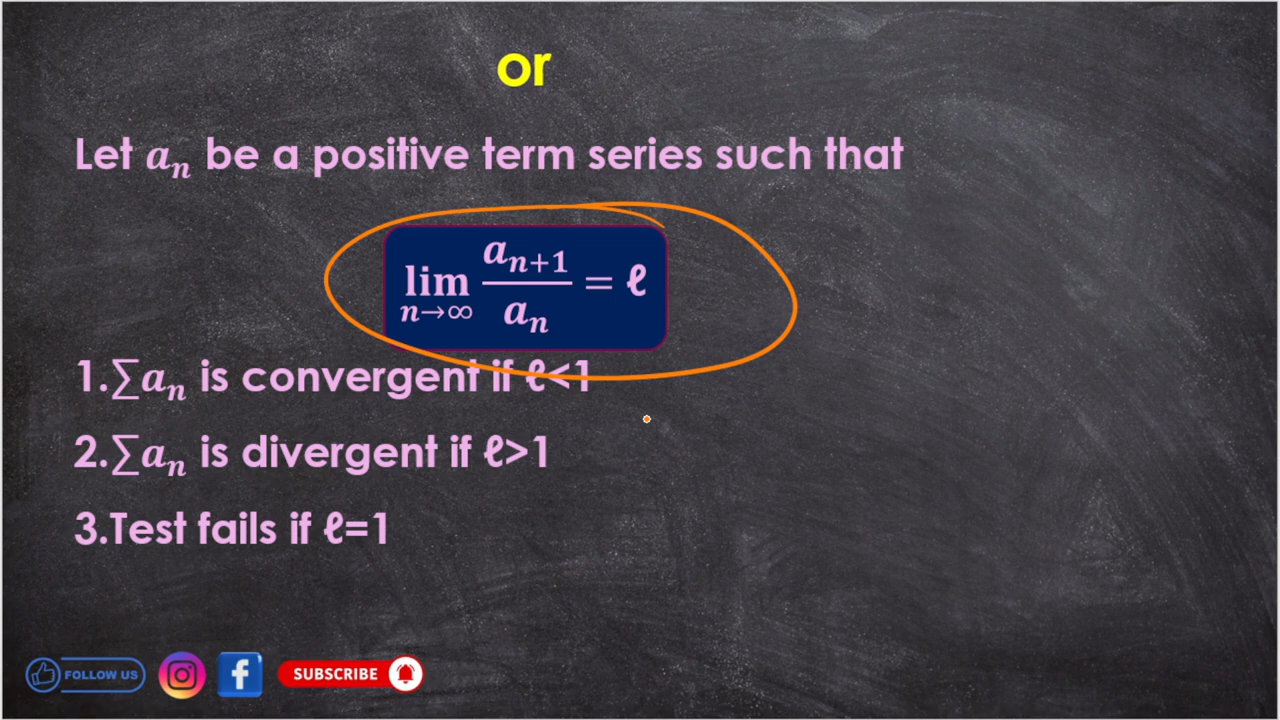 or
Let aₙ be a positive term series such that
lim n→∞ aₙ₊₁/aₙ = ℓ
1.∑aₙ is convergent if ℓ<1
2.∑aₙ is divergent if ℓ>1
3.Test fails if ℓ=1
FOLLOW US
SUBSCRIBE